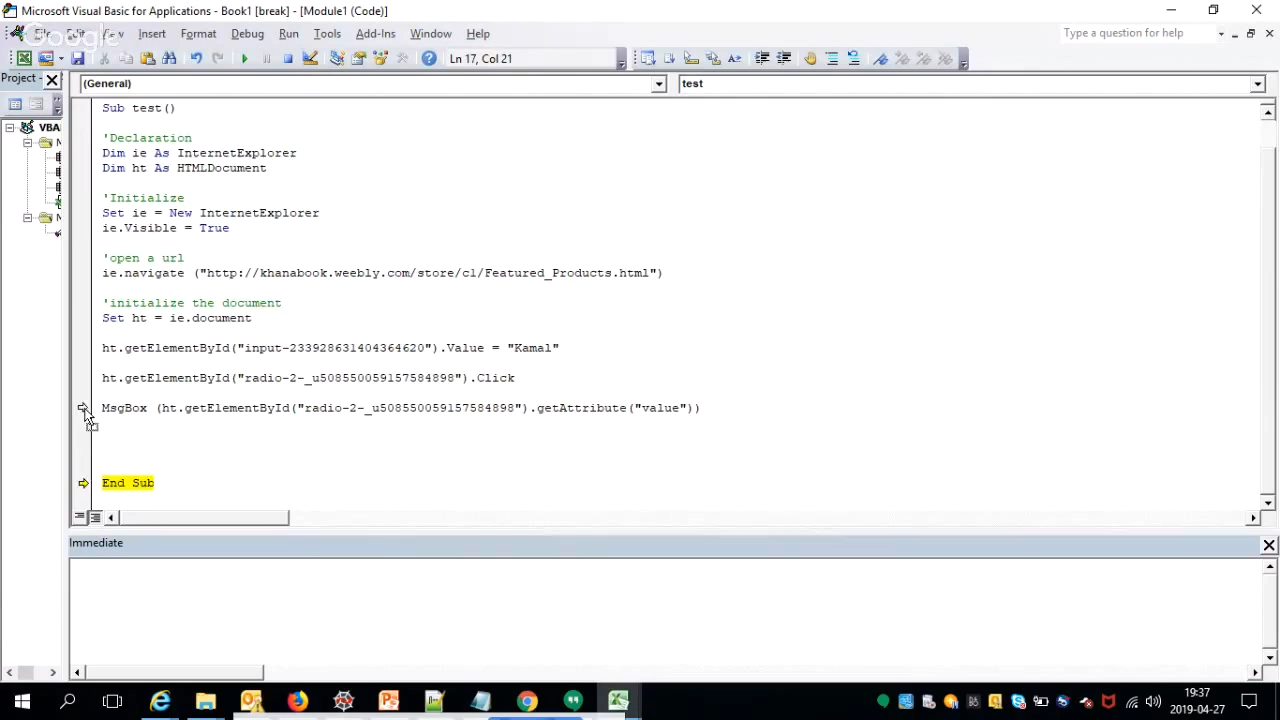 Microsoft Visual Basic for Applications - Book1 [break] - [Module1 (Code)]
Google
Insert Format Debug Run Tools Add-Ins Window Help
Type a question for help
Ln 17, Col 21
Project -
(General)
test
VBA
Sub test()
'Declaration
Dim ie As InternetExplorer
Dim ht As HTMLDocument
'Initialize
Set ie = New InternetExplorer
ie.Visible = True
'open a url
ie.navigate ("http://khanabook.weebly.com/store/c1/Featured_Products.html")
'initialize the document
Set ht = ie.document
ht.getElementById("input-233928631404364620").Value = "Kamal"
ht.getElementById("radio-2-_u508550059157584898").Click
MsgBox (ht.getElementById("radio-2-_u508550059157584898").getAttribute("value"))
End Sub
Immediate
19:37
2019-04-27